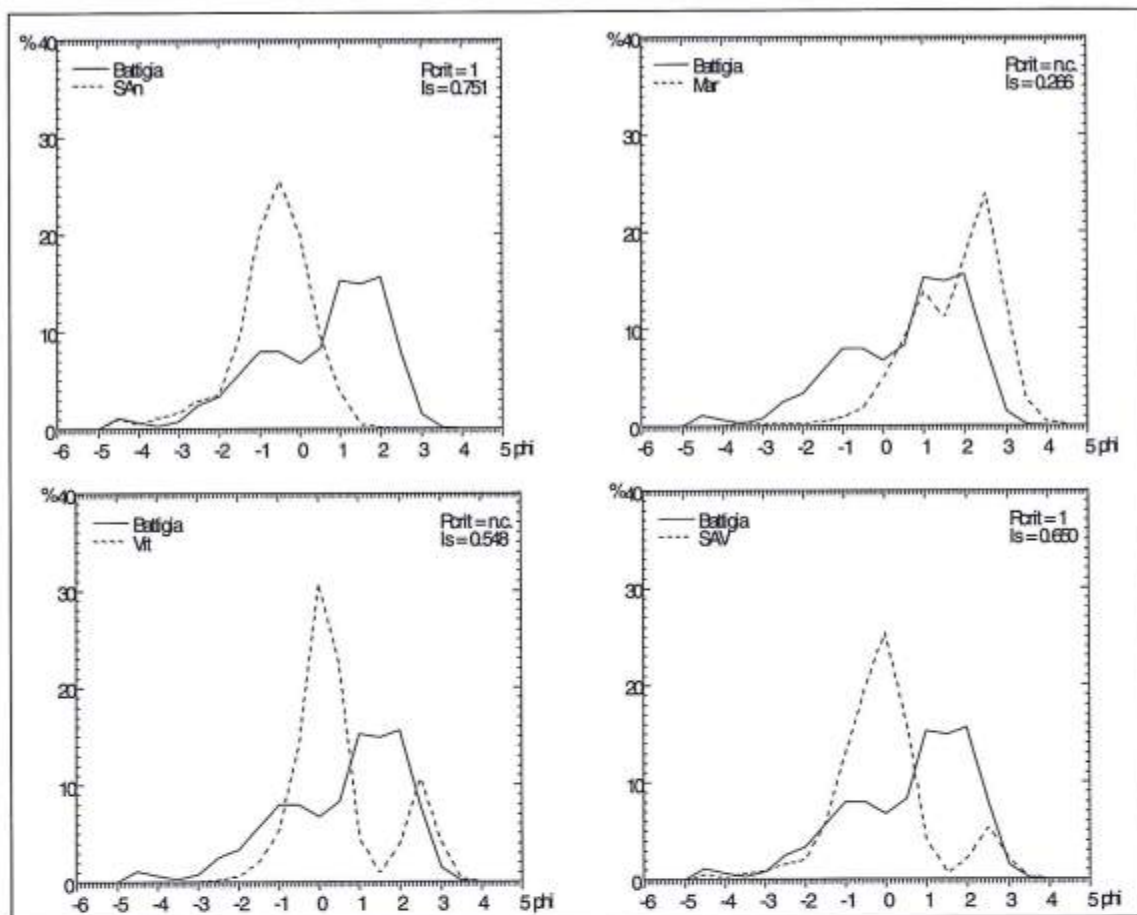 %40
Battigia
SAn
Rcrit = 1
Is = 0.751
30
20
10
0
-6 -5 -4 -3 -2 -1 0 1 2 3 4 5 phi
%40
Battigia
Mar
Rcrit = n.c.
Is = 0.266
30
20
10
0
-6 -5 -4 -3 -2 -1 0 1 2 3 4 5 phi
%40
Battigia
Vit
Rcrit = n.c.
Is = 0.548
30
20
10
0
-6 -5 -4 -3 -2 -1 0 1 2 3 4 5 phi
%40
Battigia
SAV
Rcrit = 1
Is = 0.650
30
20
10
0
-6 -5 -4 -3 -2 -1 0 1 2 3 4 5 phi